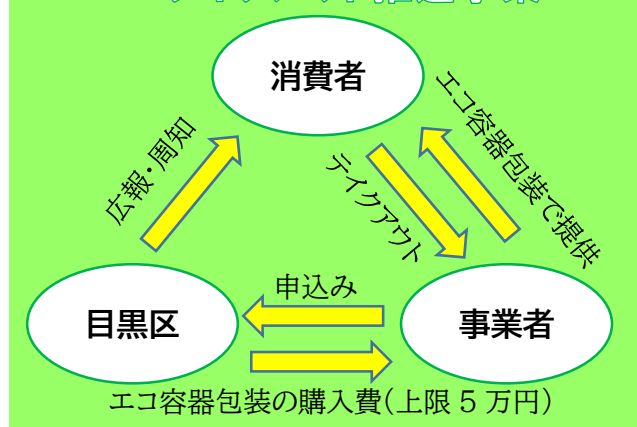 消費者
広報・周知
テイクアウト
エコ容器包装で提供
目黒区
申込み
事業者
エコ容器包装の購入費(上限5万円)